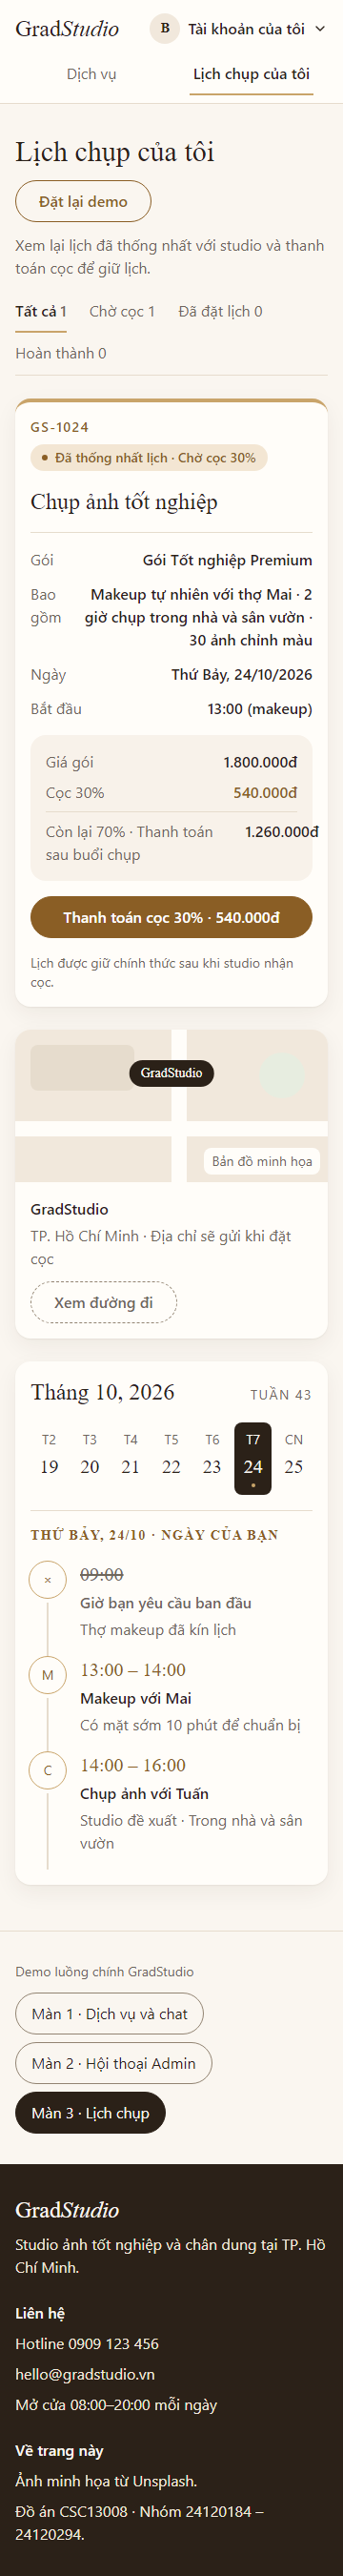 GradStudio
B Tài khoản của tôi
Dịch vụ Lịch chụp của tôi
Lịch chụp của tôi
Đặt lại demo
Xem lại lịch đã thống nhất với studio và thanh
toán cọc để giữ lịch.
Tất cả 1 Chờ cọc 1 Đã đặt lịch 0
Hoàn thành 0
GS-1024
Đã thống nhất lịch · Chờ cọc 30%
Chụp ảnh tốt nghiệp
Gói Gói Tốt nghiệp Premium
Bao gồm Makeup tự nhiên với thợ Mai · 2
giờ chụp trong nhà và sân vườn ·
30 ảnh chỉnh màu
Ngày Thứ Bảy, 24/10/2026
Bắt đầu 13:00 (makeup)
Giá gói 1.800.000đ
Cọc 30% 540.000đ
Còn lại 70% · Thanh toán 1.260.000đ
sau buổi chụp
Thanh toán cọc 30% · 540.000đ
Lịch được giữ chính thức sau khi studio nhận
cọc.
GradStudio
Bản đồ minh họa
GradStudio
TP. Hồ Chí Minh · Địa chỉ sẽ gửi khi đặt
cọc
Xem đường đi
Tháng 10, 2026 TUẦN 43
T2 T3 T4 T5 T6 T7 CN
19 20 21 22 23 24 25
THỨ BẢY, 24/10 · NGÀY CỦA BẠN
× 09:00
Giờ bạn yêu cầu ban đầu
Thợ makeup đã kín lịch
M 13:00 – 14:00
Makeup với Mai
Có mặt sớm 10 phút để chuẩn bị
C 14:00 – 16:00
Chụp ảnh với Tuấn
Studio đề xuất · Trong nhà và sân
vườn
Demo luồng chính GradStudio
Màn 1 · Dịch vụ và chat
Màn 2 · Hội thoại Admin
Màn 3 · Lịch chụp
GradStudio
Studio ảnh tốt nghiệp và chân dung tại TP. Hồ
Chí Minh.
Liên hệ
Hotline 0909 123 456
hello@gradstudio.vn
Mở cửa 08:00–20:00 mỗi ngày
Về trang này
Ảnh minh họa từ Unsplash.
Đồ án CSC13008 · Nhóm 24120184 –
24120294.